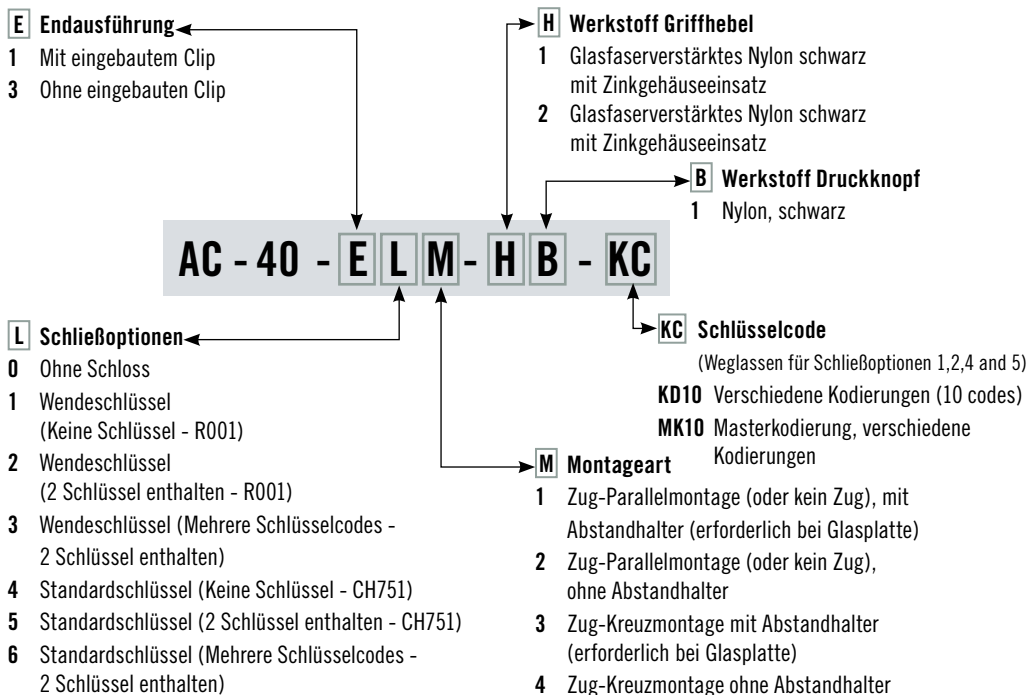 E Endausführung
1 Mit eingebautem Clip
3 Ohne eingebauten Clip
H Werkstoff Griffhebel
1 Glasfaserverstärktes Nylon schwarz
mit Zinkgehäuseeinsatz
2 Glasfaserverstärktes Nylon schwarz
mit Zinkgehäuseeinsatz
B Werkstoff Druckknopf
1 Nylon, schwarz
AC - 40 - E L M - H B - KC
L Schließoptionen
0 Ohne Schloss
1 Wendeschlüssel
(Keine Schlüssel - R001)
2 Wendeschlüssel
(2 Schlüssel enthalten - R001)
3 Wendeschlüssel (Mehrere Schlüsselcodes -
2 Schlüssel enthalten)
4 Standardschlüssel (Keine Schlüssel - CH751)
5 Standardschlüssel (2 Schlüssel enthalten - CH751)
6 Standardschlüssel (Mehrere Schlüsselcodes -
2 Schlüssel enthalten)
KC Schlüsselcode
(Weglassen für Schließoptionen 1,2,4 and 5)
KD10 Verschiedene Kodierungen (10 codes)
MK10 Masterkodierung, verschiedene
Kodierungen
M Montageart
1 Zug-Parallelmontage (oder kein Zug), mit
Abstandhalter (erforderlich bei Glasplatte)
2 Zug-Parallelmontage (oder kein Zug),
ohne Abstandhalter
3 Zug-Kreuzmontage mit Abstandhalter
(erforderlich bei Glasplatte)
4 Zug-Kreuzmontage ohne Abstandhalter